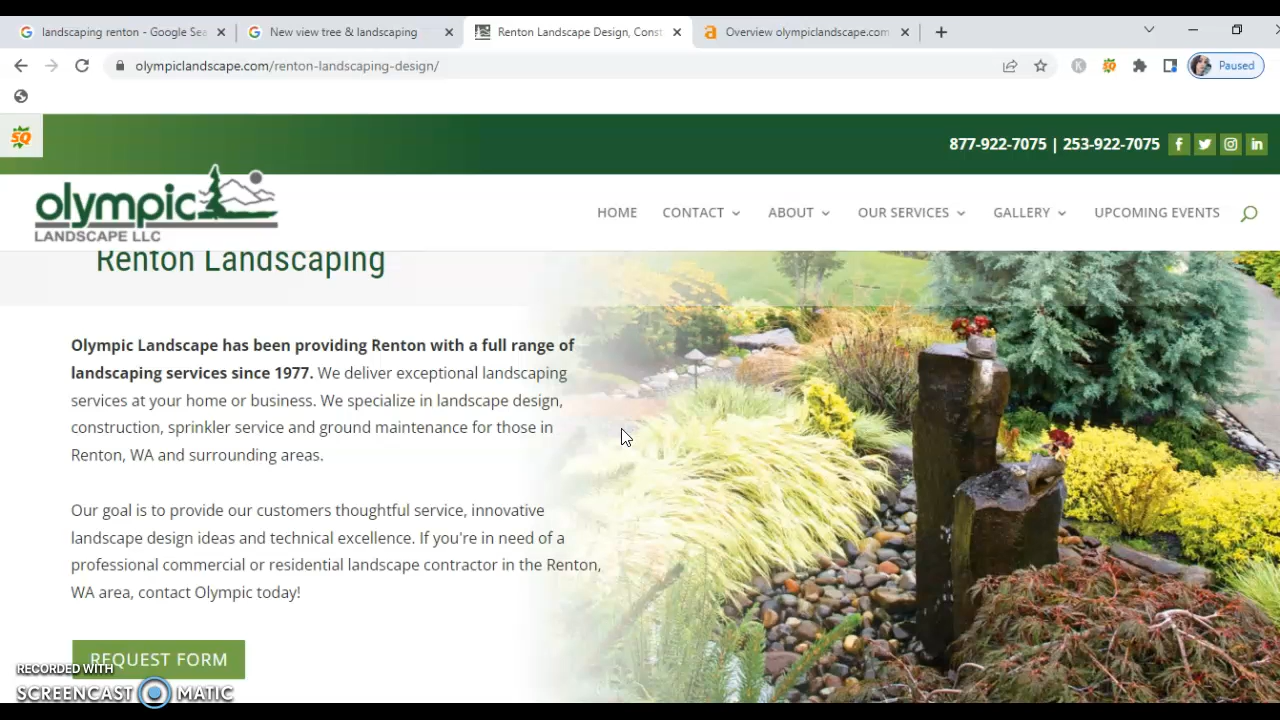 landscaping renton - Google Sea
New view tree & landscaping
Renton Landscape Design, Const
Overview olympiclandscape.com
olympiclandscape.com/renton-landscaping-design/
Paused
SQ
877-922-7075 | 253-922-7075
olympic
LANDSCAPE LLC
HOME CONTACT ABOUT OUR SERVICES GALLERY UPCOMING EVENTS
Renton Landscaping
Olympic Landscape has been providing Renton with a full range of
landscaping services since 1977. We deliver exceptional landscaping
services at your home or business. We specialize in landscape design,
construction, sprinkler service and ground maintenance for those in
Renton, WA and surrounding areas.
Our goal is to provide our customers thoughtful service, innovative
landscape design ideas and technical excellence. If you're in need of a
professional commercial or residential landscape contractor in the Renton,
WA area, contact Olympic today!
REQUEST FORM
RECORDED WITH
SCREENCAST MATIC